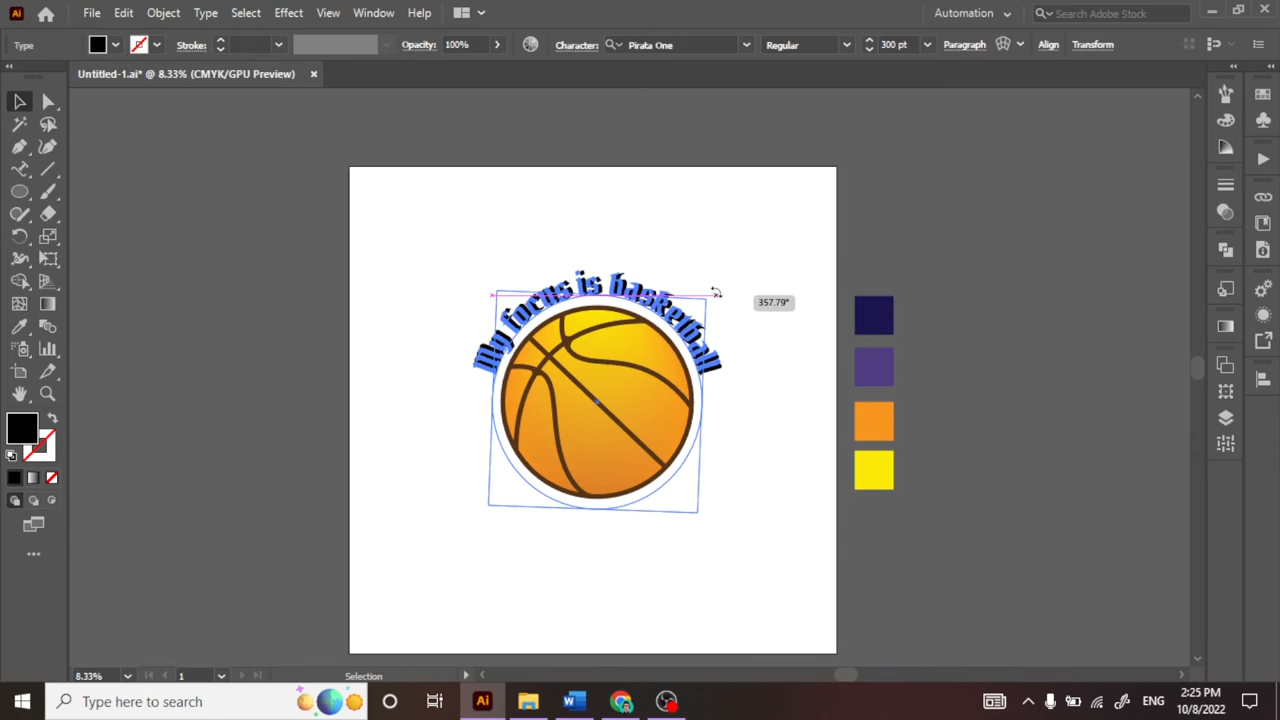 Ai File Edit Object Type Select Effect View Window Help Automation Search Adobe Stock
Type Stroke: Opacity: 100% Character: Pirata One Regular 300 pt Paragraph Align Transform
Untitled-1.ai* @ 8.33% (CMYK/GPU Preview)
My focus is basketball
357.79°
8.33% 1 Selection
Type here to search Ai ENG 2:25 PM
10/8/2022